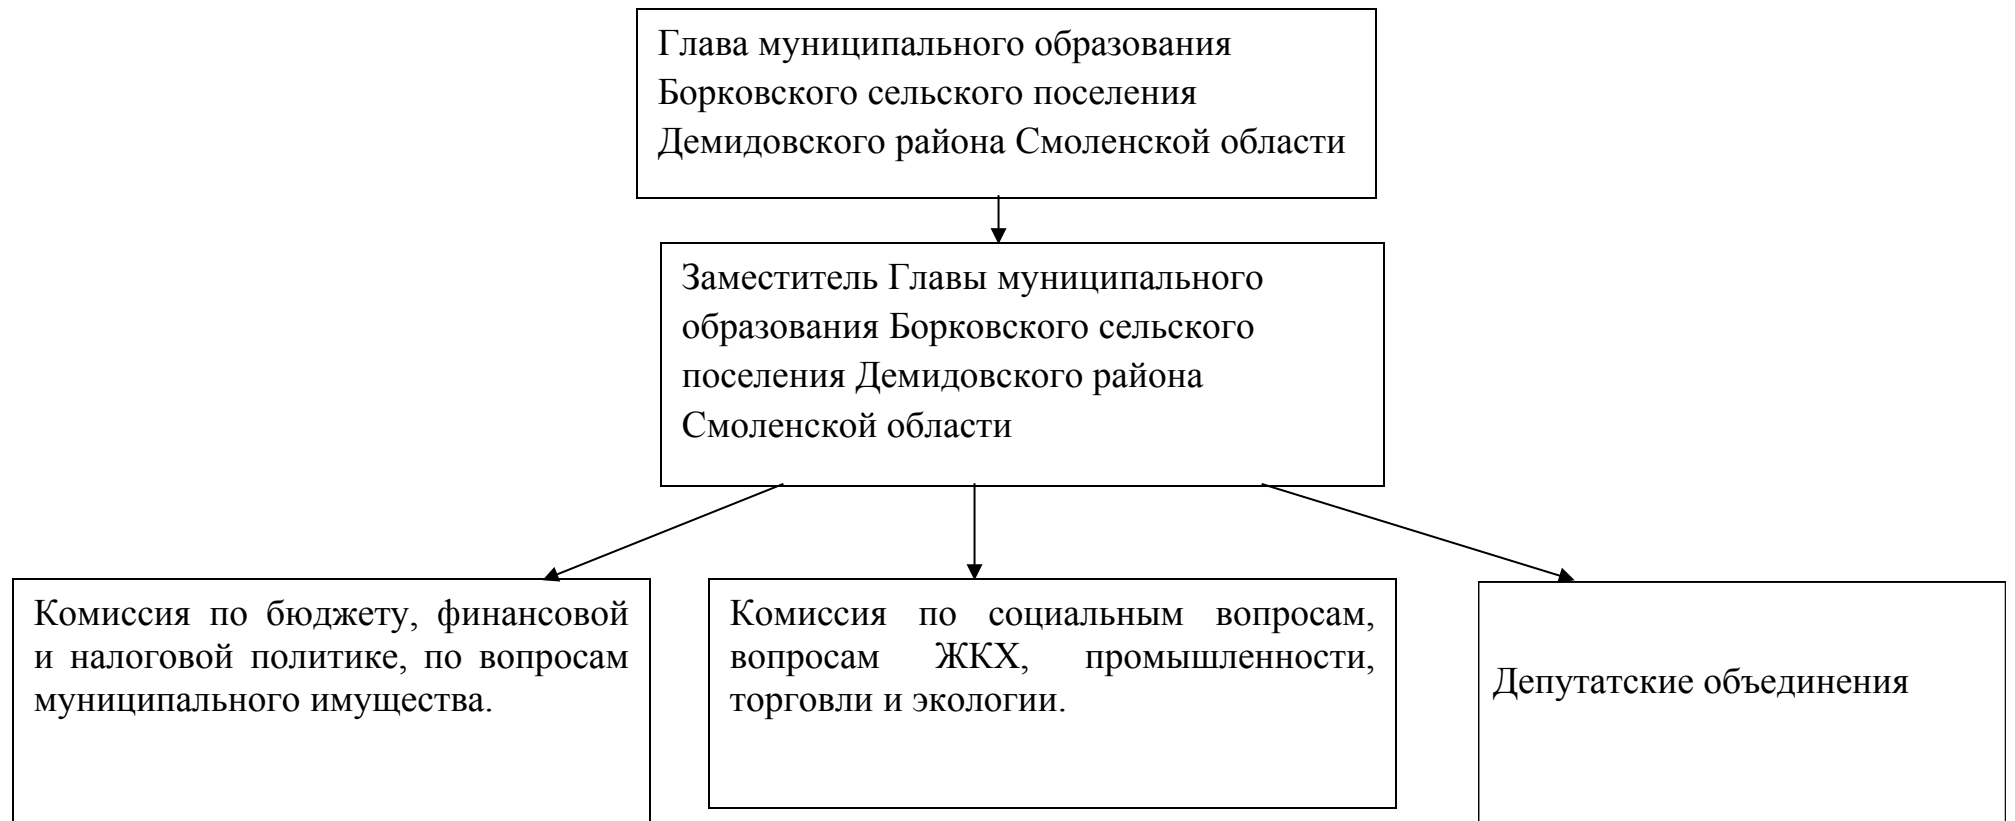 Глава муниципального образования
Борковского сельского поселения
Демидовского района Смоленской области
Заместитель Главы муниципального
образования Борковского сельского
поселения Демидовского района
Смоленской области
Комиссия по бюджету, финансовой
и налоговой политике, по вопросам
муниципального имущества.
Комиссия по социальным вопросам,
вопросам ЖКХ, промышленности,
торговли и экологии.
Депутатские объединения